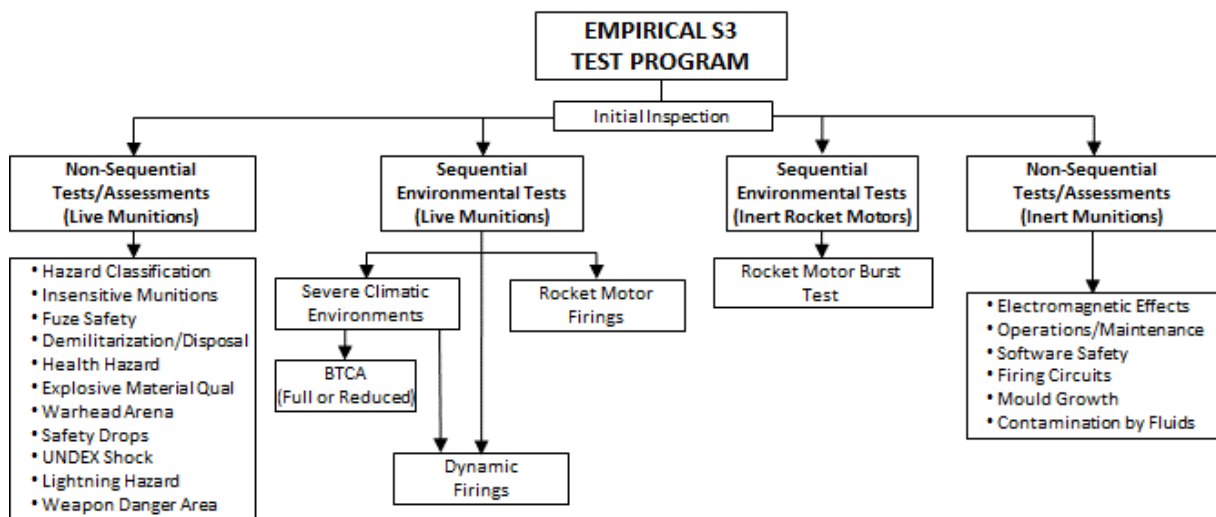 EMPIRICAL S3
TEST PROGRAM
Initial Inspection
Non-Sequential
Tests/Assessments
(Live Munitions)
Sequential
Environmental Tests
(Live Munitions)
Sequential
Environmental Tests
(Inert Rocket Motors)
Non-Sequential
Tests/Assessments
(Inert Munitions)
• Hazard Classification
• Insensitive Munitions
• Fuze Safety
• Demilitarization/Disposal
• Health Hazard
• Explosive Material Qual
• Warhead Arena
• Safety Drops
• UNDEX Shock
• Lightning Hazard
• Weapon Danger Area
Severe Climatic
Environments
BTCA
(Full or Reduced)
Rocket Motor
Firings
Dynamic
Firings
Rocket Motor Burst
Test
• Electromagnetic Effects
• Operations/Maintenance
• Software Safety
• Firing Circuits
• Mould Growth
• Contamination by Fluids